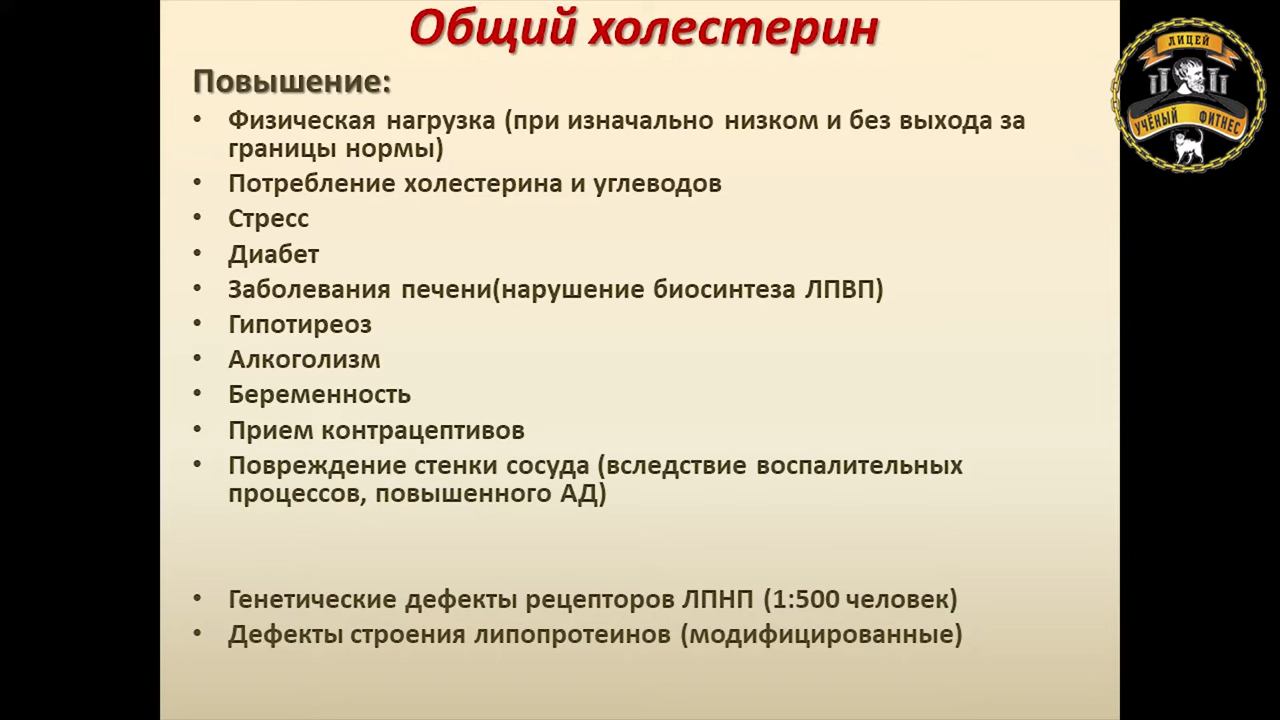 Общий холестерин
Повышение:
• Физическая нагрузка (при изначально низком и без выхода за
границы нормы)
• Потребление холестерина и углеводов
• Стресс
• Диабет
• Заболевания печени(нарушение биосинтеза ЛПВП)
• Гипотиреоз
• Алкоголизм
• Беременность
• Прием контрацептивов
• Повреждение стенки сосуда (вследствие воспалительных
процессов, повышенного АД)
• Генетические дефекты рецепторов ЛПНП (1:500 человек)
• Дефекты строения липопротеинов (модифицированные)
ЛИЦЕЙ
УЧЁНЫЙ ФИТНЕС